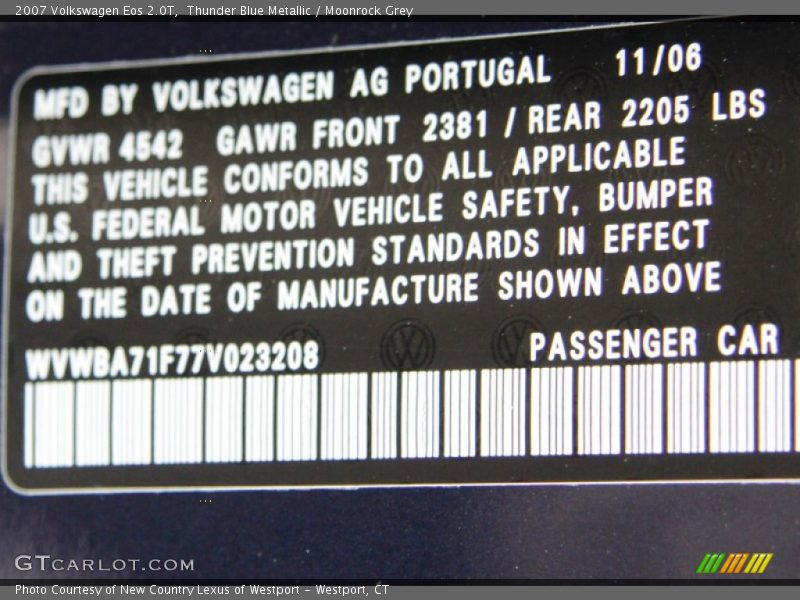 2007 Volkswagen Eos 2.0T,  Thunder Blue Metallic / Moonrock Grey
MFD BY VOLKSWAGEN AG PORTUGAL 11/06
GVWR 4542 GAWR FRONT 2381 / REAR 2205 LBS
THIS VEHICLE CONFORMS TO ALL APPLICABLE
U.S. FEDERAL MOTOR VEHICLE SAFETY, BUMPER
AND THEFT PREVENTION STANDARDS IN EFFECT
ON THE DATE OF MANUFACTURE SHOWN ABOVE
WVWBA71F77V023208 PASSENGER CAR
GTCARLOT.COM
Photo Courtesy of New Country Lexus of Westport - Westport, CT